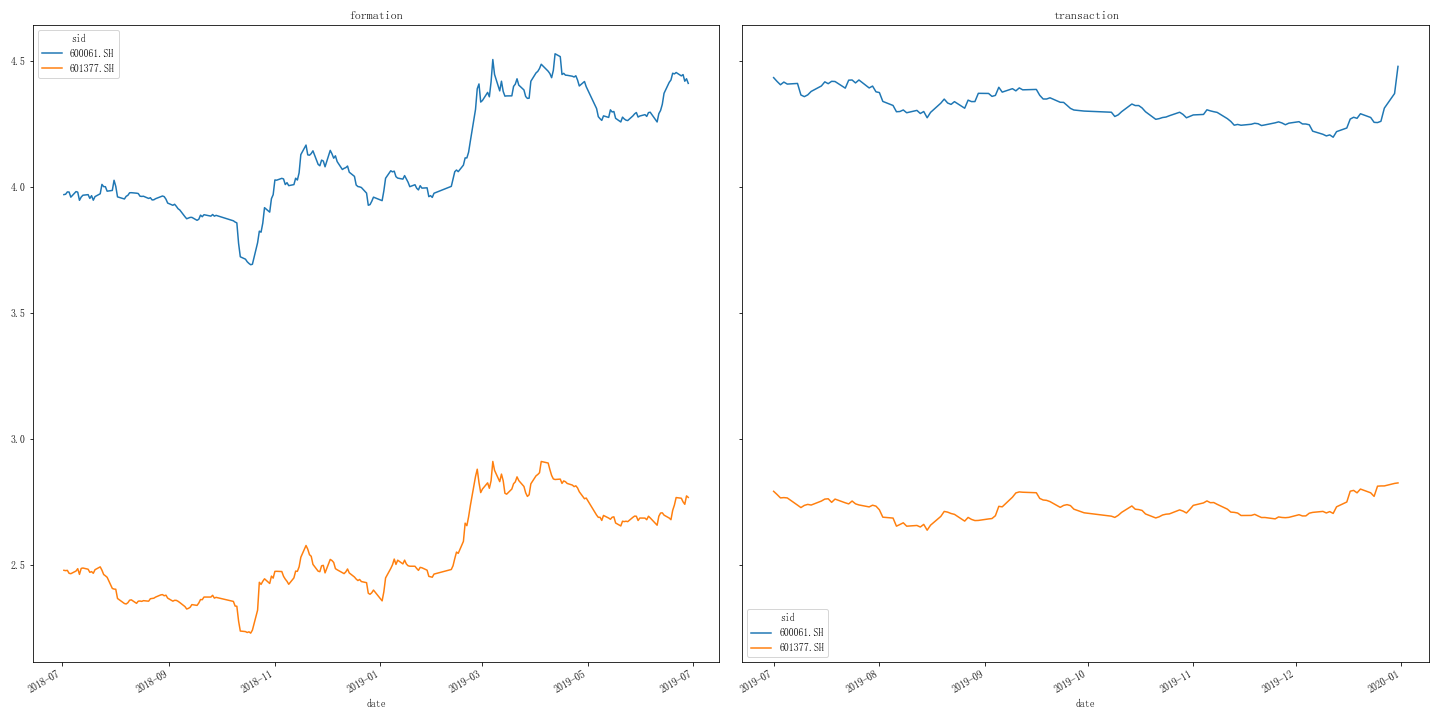 formation
sid
600061.SH
601377.SH
4.5
4.0
3.5
3.0
2.5
2018-07
2018-09
2018-11
2019-01
2019-03
2019-05
2019-07
date
transaction
sid
600061.SH
601377.SH
2019-07
2019-08
2019-09
2019-10
2019-11
2019-12
2020-01
date